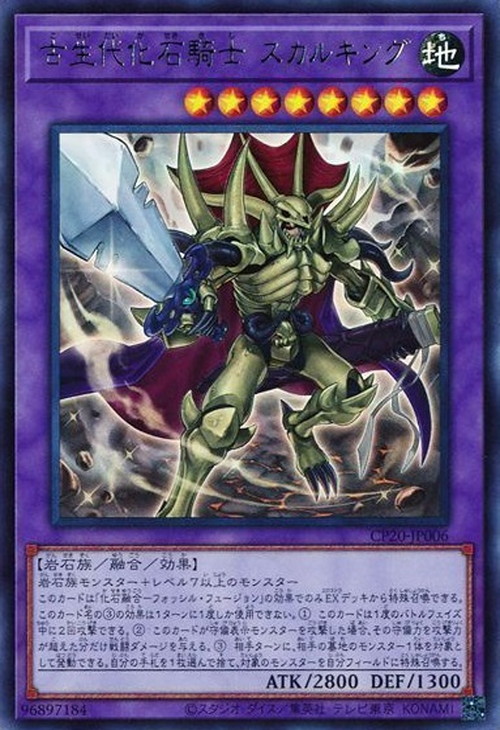 古生代化石騎士 スカルキング
地
CP20-JP006
【岩石族／融合／効果】
岩石族モンスター＋レベル７以上のモンスター
このカードは「化石融合－フォッシル・フュージョン」の効果でのみEXデッキから特殊召喚できる。
このカード名の③の効果は１ターンに１度しか使用できない。①：このカードは１度のバトルフェイズ
中に２回攻撃できる。②：このカードが守備表示モンスターを攻撃した場合、その守備力を攻撃力
が超えた分だけ戦闘ダメージを与える。③：相手ターンに、相手の墓地のモンスター１体を対象と
して発動できる。自分の手札を１枚選んで捨て、対象のモンスターを自分フィールドに特殊召喚する。
ATK/2800 DEF/1300
96897184 ©スタジオ・ダイス／集英社・テレビ東京・KONAMI